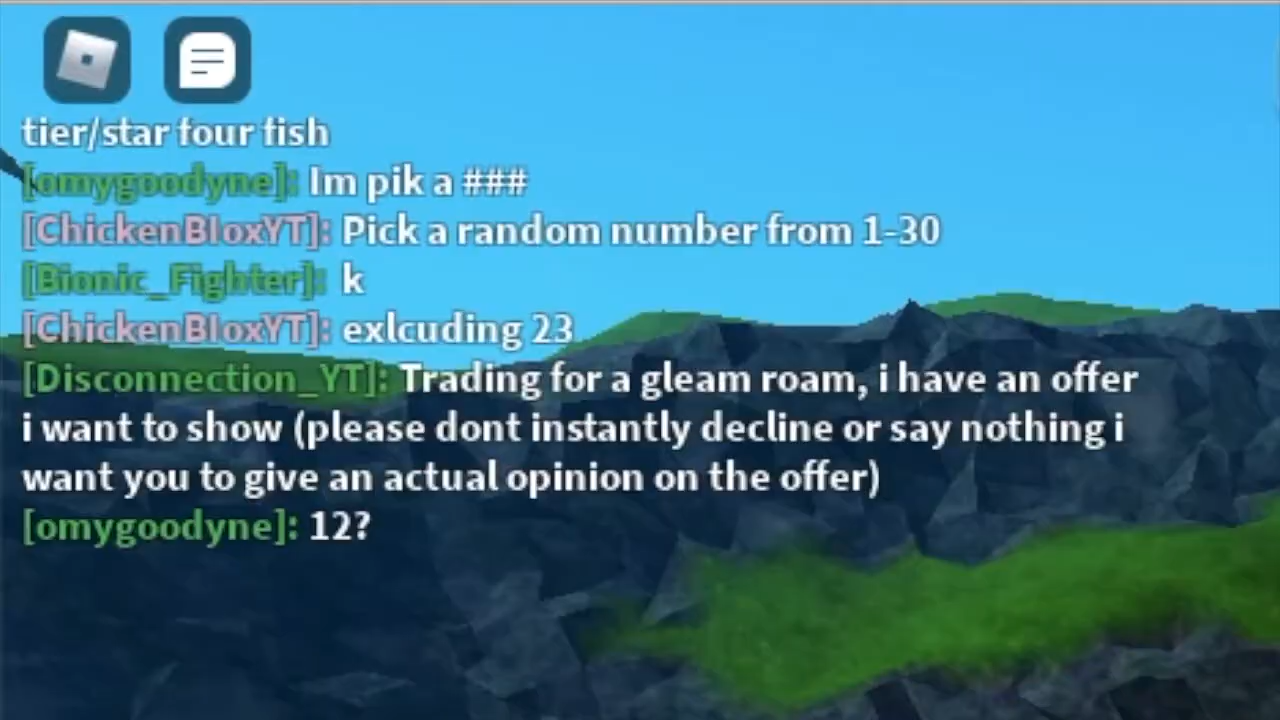 tier/star four fish
[omygoodyne]: Im pik a ###
[ChickenBloxYT]: Pick a random number from 1-30
[Bionic_Fighter]: k
[ChickenBloxYT]: exlcuding 23
[Disconnection_YT]: Trading for a gleam roam, i have an offer
i want to show (please dont instantly decline or say nothing i
want you to give an actual opinion on the offer)
[omygoodyne]: 12?